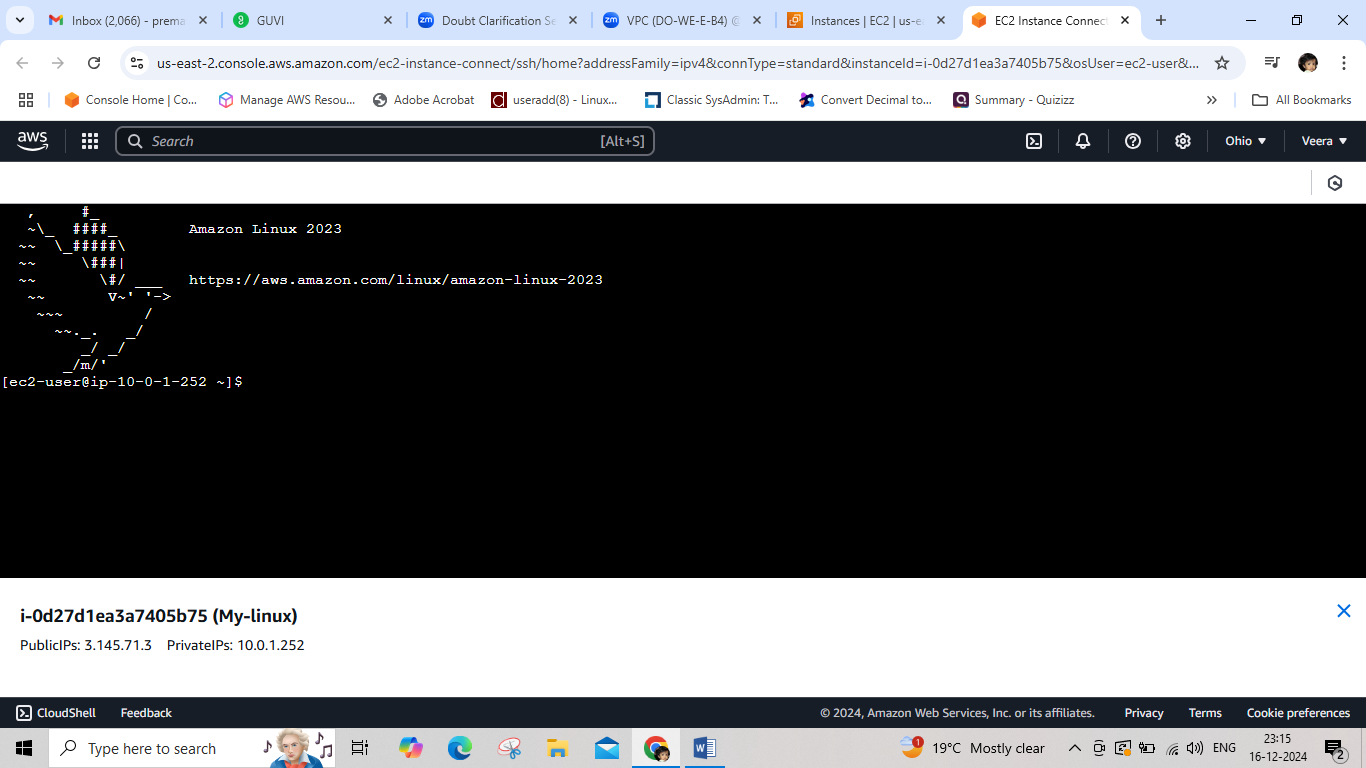 Inbox (2,066) - prema
GUVI
Doubt Clarification Se
VPC (DO-WE-E-B4) @
Instances | EC2 | us-e
EC2 Instance Connect
us-east-2.console.aws.amazon.com/ec2-instance-connect/ssh/home?addressFamily=ipv4&connType=standard&instanceId=i-0d27d1ea3a7405b75&osUser=ec2-user&...
Console Home | Co...
Manage AWS Resou...
Adobe Acrobat
useradd(8) - Linux...
Classic SysAdmin: T...
Convert Decimal to...
Summary - Quizizz
All Bookmarks
aws
Search
[Alt+S]
Ohio
Veera
   ,     #_
   ~\_  ####_        Amazon Linux 2023
  ~~  \_#####\
  ~~     \###|
  ~~       \#/ ___   https://aws.amazon.com/linux/amazon-linux-2023
   ~~       V~' '->
    ~~~         /
      ~~._.   _/
         _/ _/
       _/m/'
[ec2-user@ip-10-0-1-252 ~]$
i-0d27d1ea3a7405b75 (My-linux)
PublicIPs: 3.145.71.3    PrivateIPs: 10.0.1.252
CloudShell
Feedback
© 2024, Amazon Web Services, Inc. or its affiliates.
Privacy
Terms
Cookie preferences
Type here to search
1
19°C Mostly clear
ENG
23:15
16-12-2024
2